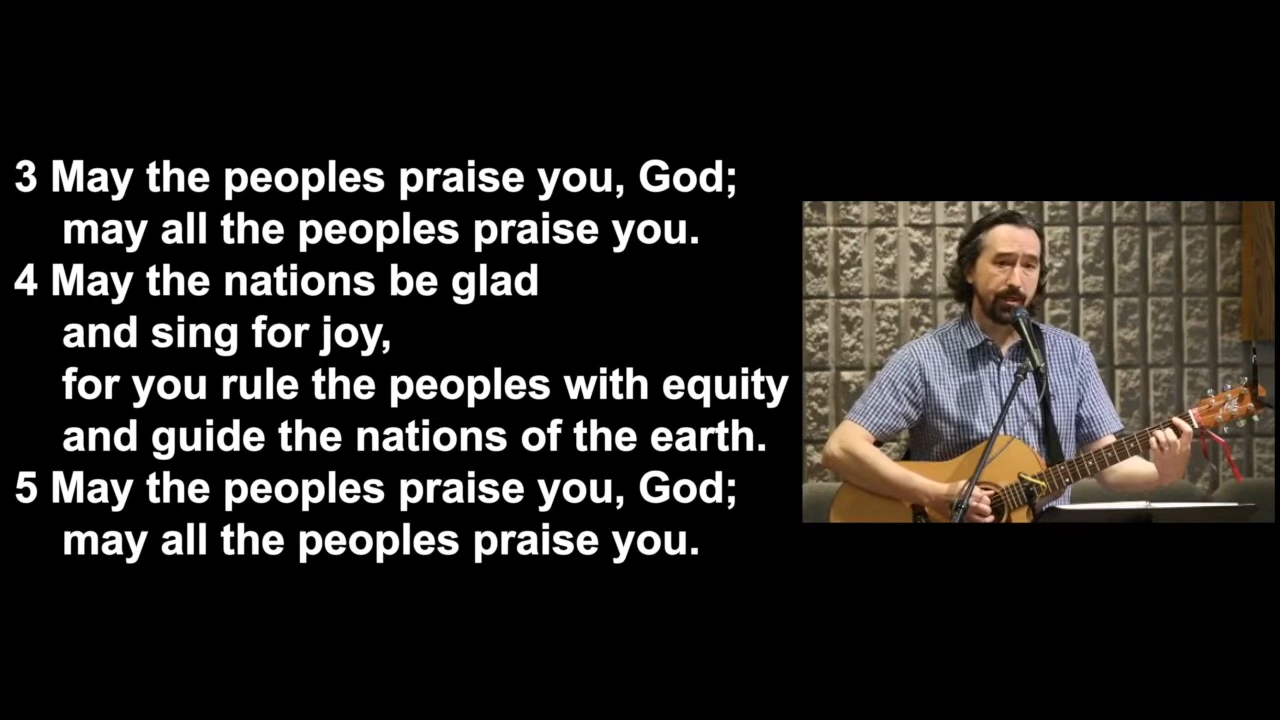 3 May the peoples praise you, God;
may all the peoples praise you.
4 May the nations be glad
and sing for joy,
for you rule the peoples with equity
and guide the nations of the earth.
5 May the peoples praise you, God;
may all the peoples praise you.